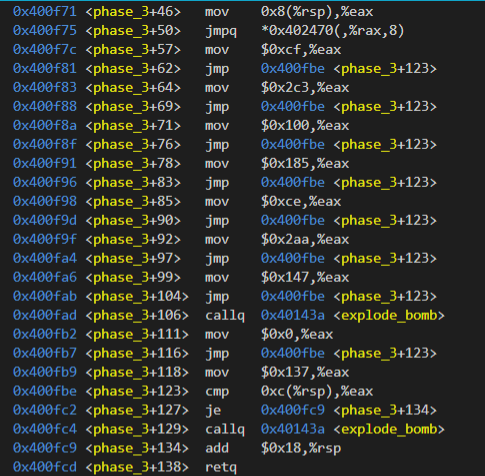 0x400f71 <phase_3+46> mov 0x8(%rsp),%eax
0x400f75 <phase_3+50> jmpq *0x402470(,%rax,8)
0x400f7c <phase_3+57> mov $0xcf,%eax
0x400f81 <phase_3+62> jmp 0x400fbe <phase_3+123>
0x400f83 <phase_3+64> mov $0x2c3,%eax
0x400f88 <phase_3+69> jmp 0x400fbe <phase_3+123>
0x400f8a <phase_3+71> mov $0x100,%eax
0x400f8f <phase_3+76> jmp 0x400fbe <phase_3+123>
0x400f91 <phase_3+78> mov $0x185,%eax
0x400f96 <phase_3+83> jmp 0x400fbe <phase_3+123>
0x400f98 <phase_3+85> mov $0xce,%eax
0x400f9d <phase_3+90> jmp 0x400fbe <phase_3+123>
0x400f9f <phase_3+92> mov $0x2aa,%eax
0x400fa4 <phase_3+97> jmp 0x400fbe <phase_3+123>
0x400fa6 <phase_3+99> mov $0x147,%eax
0x400fab <phase_3+104> jmp 0x400fbe <phase_3+123>
0x400fad <phase_3+106> callq 0x40143a <explode_bomb>
0x400fb2 <phase_3+111> mov $0x0,%eax
0x400fb7 <phase_3+116> jmp 0x400fbe <phase_3+123>
0x400fb9 <phase_3+118> mov $0x137,%eax
0x400fbe <phase_3+123> cmp 0xc(%rsp),%eax
0x400fc2 <phase_3+127> je 0x400fc9 <phase_3+134>
0x400fc4 <phase_3+129> callq 0x40143a <explode_bomb>
0x400fc9 <phase_3+134> add $0x18,%rsp
0x400fcd <phase_3+138> retq